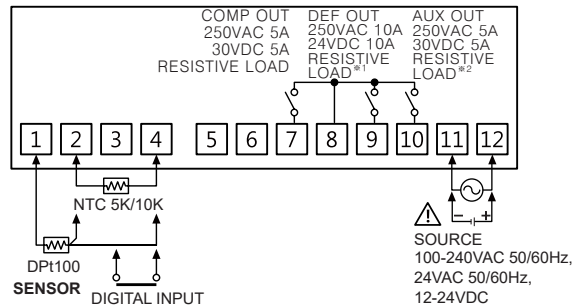 COMP OUT
250VAC 5A
30VDC 5A
RESISTIVE LOAD
DEF OUT
250VAC 10A
24VDC 10A
RESISTIVE
LOAD※1
AUX OUT
250VAC 5A
30VDC 5A
RESISTIVE
LOAD※2
1 2 3 4 5 6 7 8 9 10 11 12
NTC 5K/10K
DPt100
SENSOR
DIGITAL INPUT
− +
SOURCE
100-240VAC 50/60Hz,
24VAC 50/60Hz,
12-24VDC